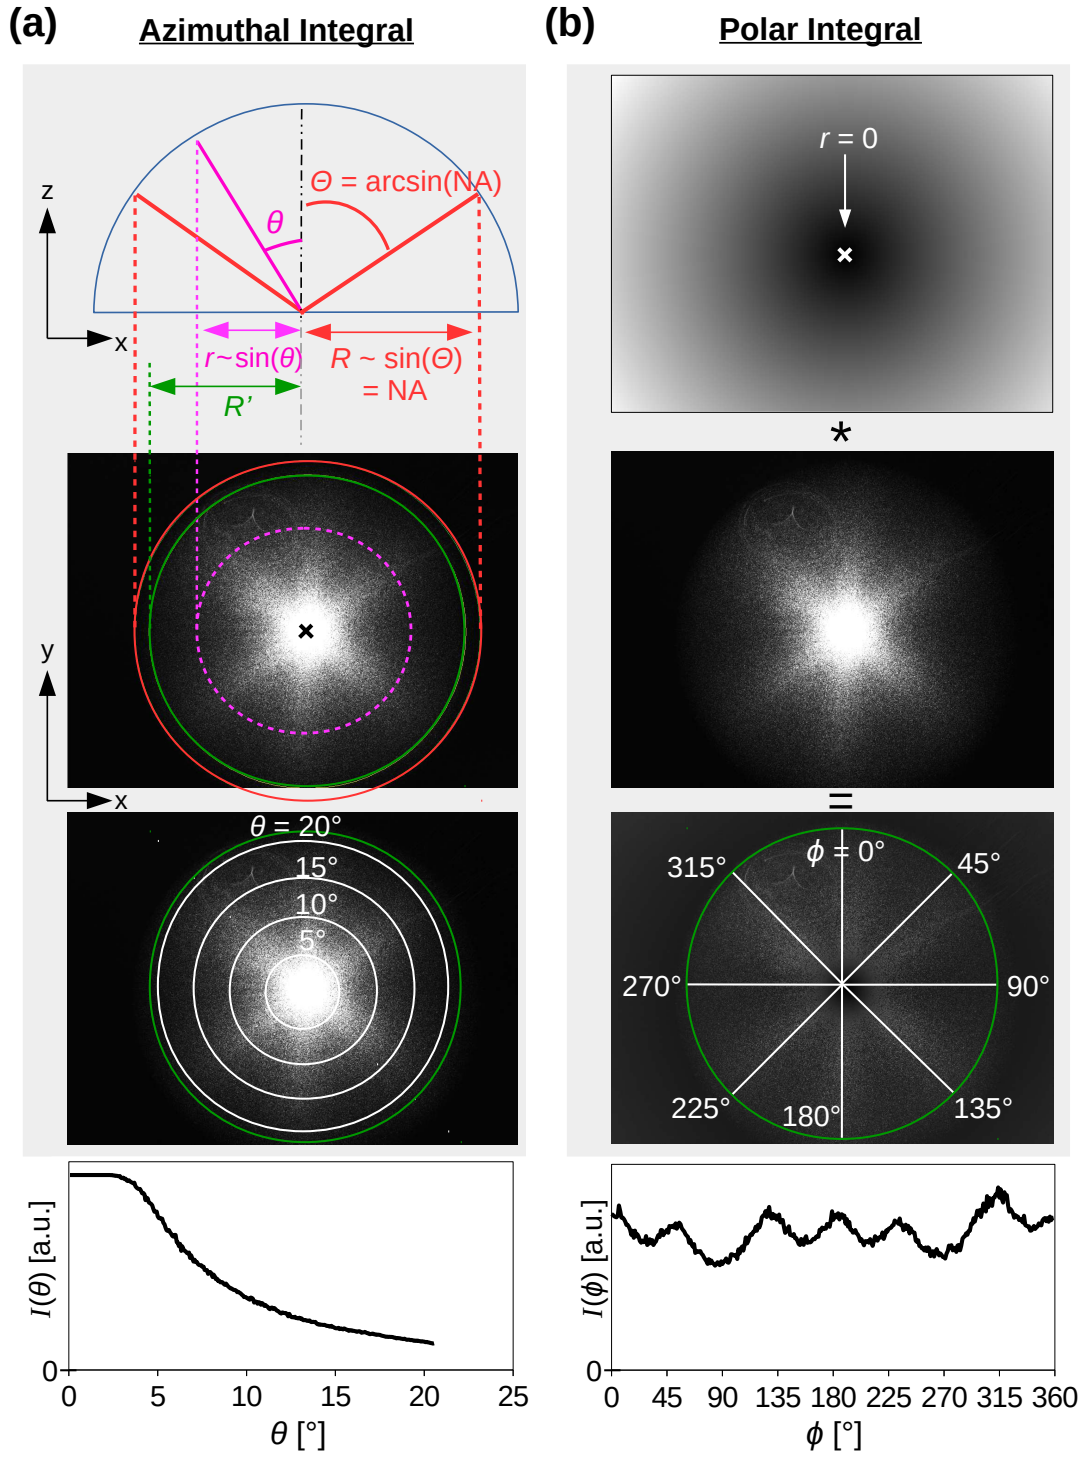 (a)
Azimuthal Integral
z
x
θ
Θ = arcsin(NA)
r~sin(θ)
R ~ sin(Θ)
= NA
R’
y
x
θ = 20°
15°
10°
5°
I(θ) [a.u.]
0
0 5 10 15 20 25
θ [°]
(b)
Polar Integral
r = 0
*
=
ϕ = 0°
45°
90°
135°
180°
225°
270°
315°
I(ϕ) [a.u.]
0
0 45 90 135 180 225 270 315 360
ϕ [°]